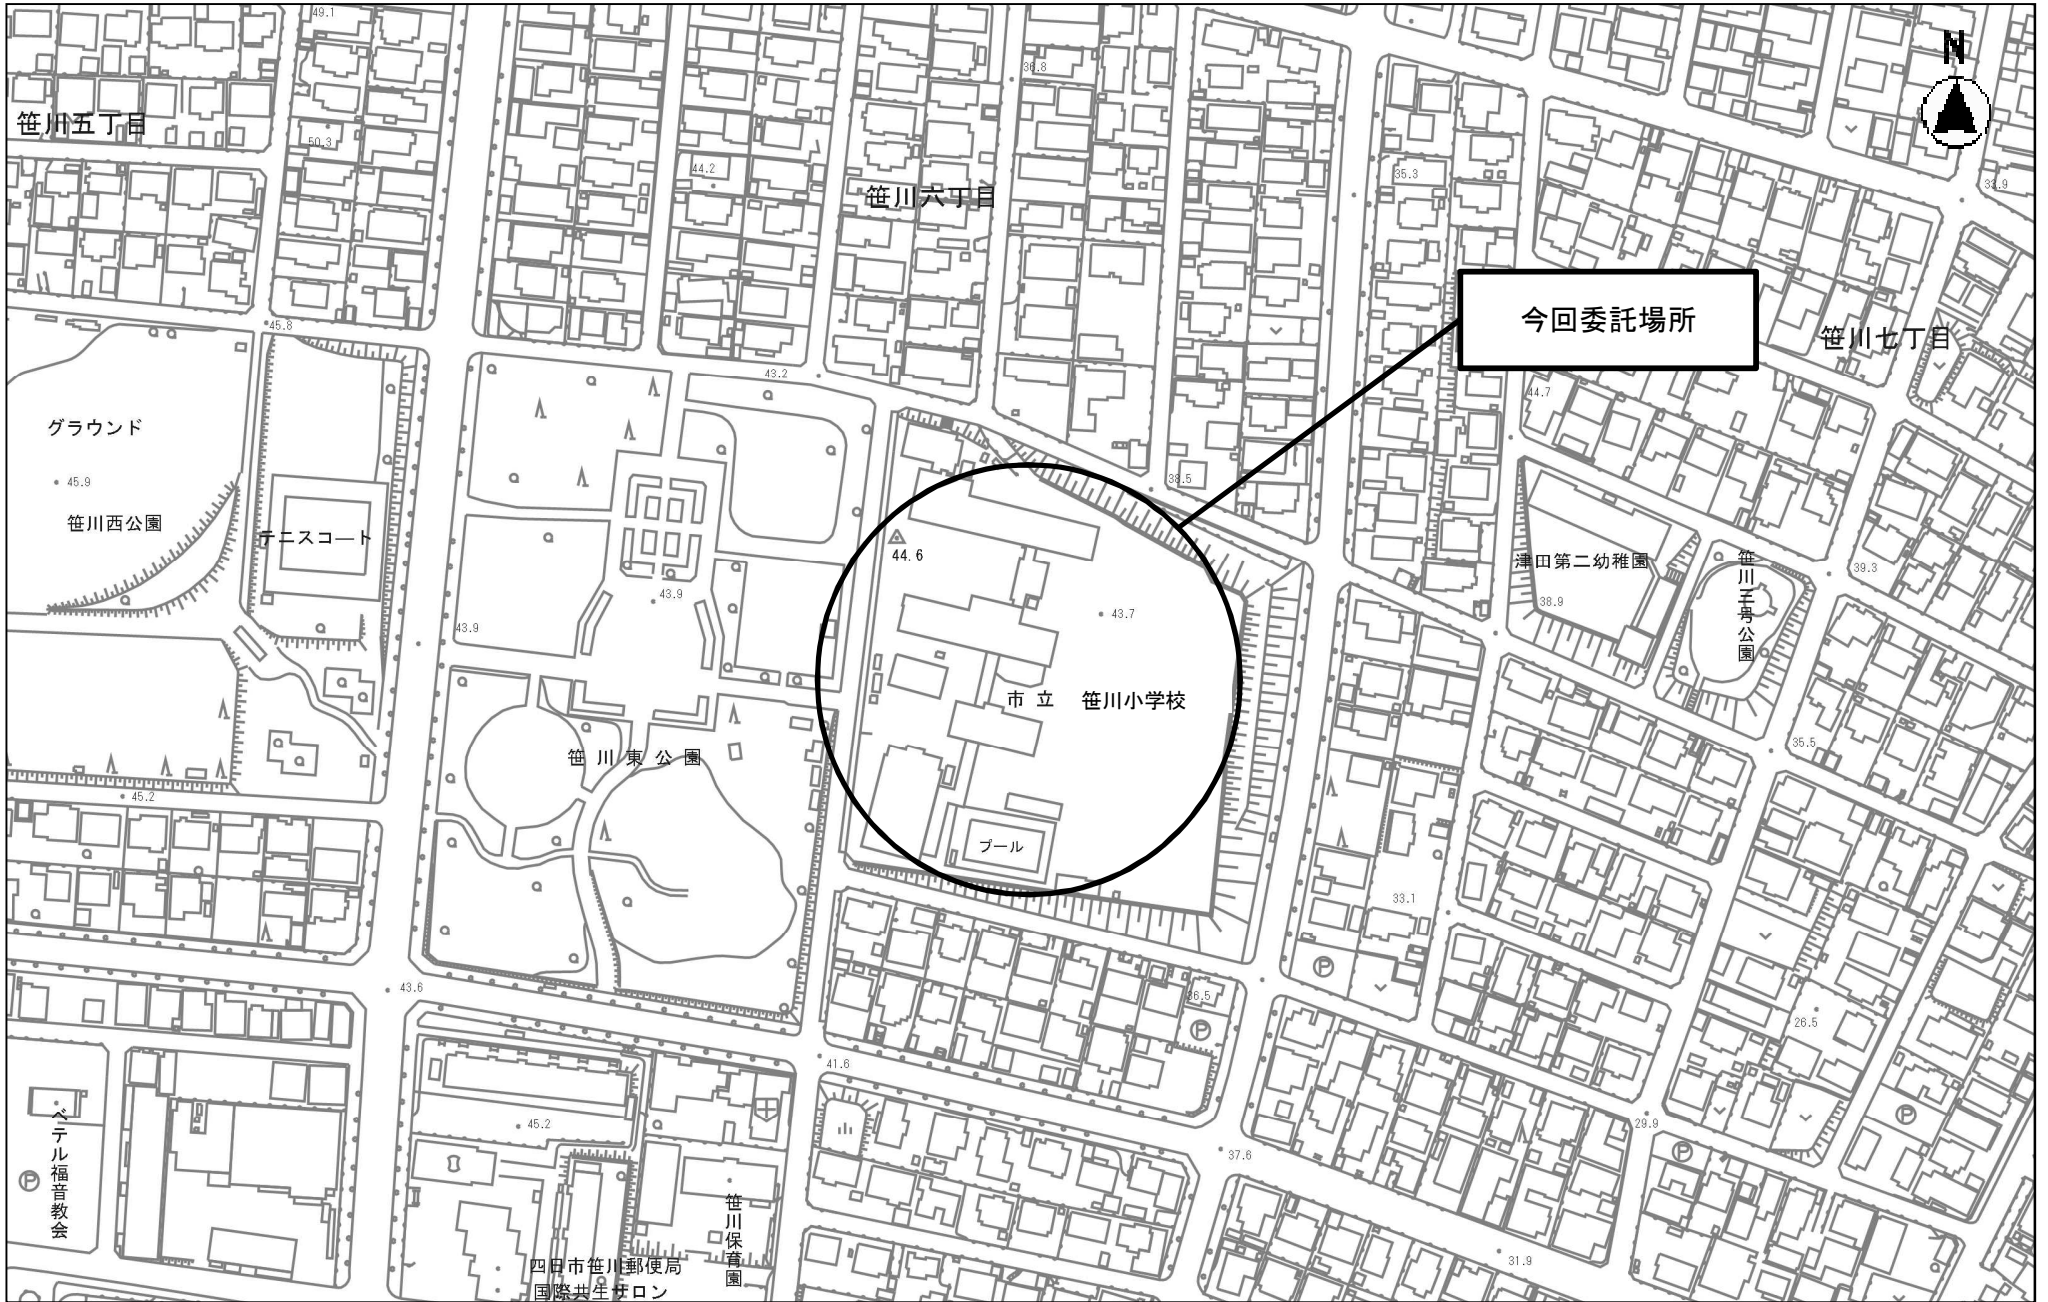 49.1
N
36.8
笹川五丁目
50.3
44.2
35.3
33.9
笹川六丁目
今回委託場所
45.8
笹川七丁目
43.2
44.7
グラウンド
45.9
38.5
笹川西公園
テニスコート
44.6
津田第二幼稚園
笹川三号公園
39.3
43.9
38.9
43.7
43.9
市立 笹川小学校
35.5
笹川東公園
45.2
プール
33.1
P
43.6
36.5
P
26.5
41.6
P
45.2
29.9
ベテル福音教会
P
37.6
P
笹川保育園
31.9
四日市笹川郵便局
国際共生サロン